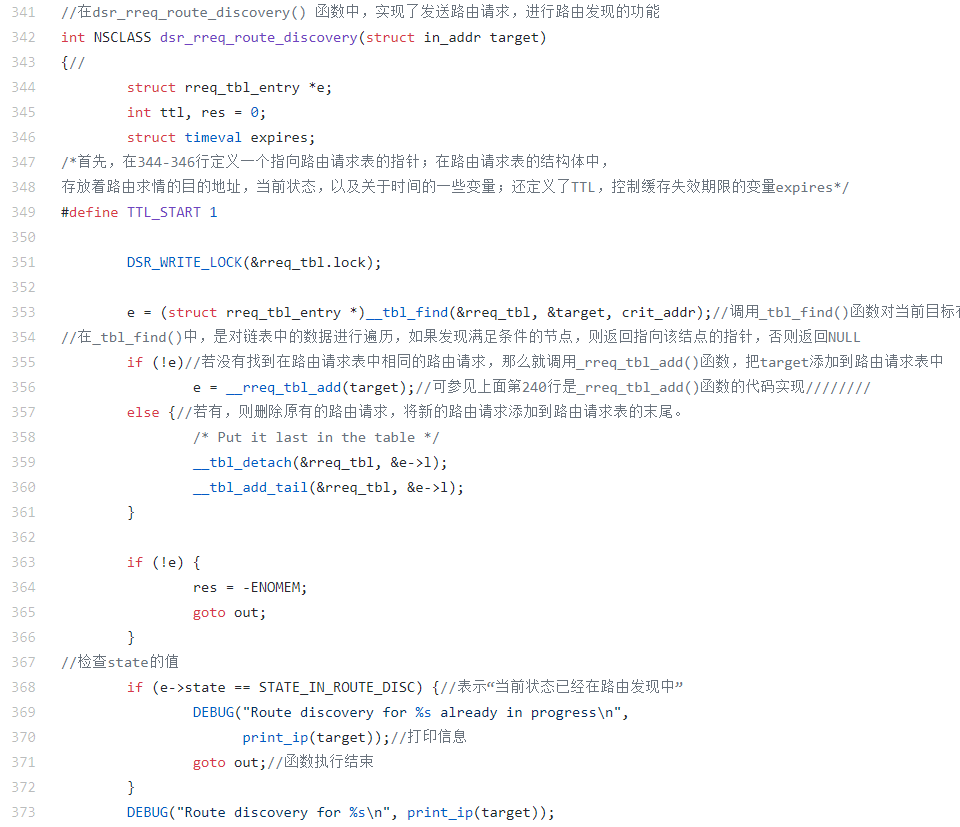 341 //在dsr_rreq_route_discovery() 函数中，实现了发送路由请求，进行路由发现的功能
342 int NSCLASS dsr_rreq_route_discovery(struct in_addr target)
343 {//
344 struct rreq_tbl_entry *e;
345 int ttl, res = 0;
346 struct timeval expires;
347 /*首先，在344-346行定义一个指向路由请求表的指针；在路由请求表的结构体中，
348 存放着路由求情的目的地址，当前状态，以及关于时间的一些变量；还定义了TTL，控制缓存失效期限的变量expires*/
349 #define TTL_START 1
350
351 DSR_WRITE_LOCK(&rreq_tbl.lock);
352
353 e = (struct rreq_tbl_entry *)__tbl_find(&rreq_tbl, &target, crit_addr);//调用_tbl_find()函数对当前目标
354 //在_tbl_find()中，是对链表中的数据进行遍历，如果发现满足条件的节点，则返回指向该结点的指针，否则返回NULL
355 if (!e)//若没有找到在路由请求表中相同的路由请求，那么就调用_rreq_tbl_add()函数，把target添加到路由请求表中
356 e = __rreq_tbl_add(target);//可参见上面第240行是_rreq_tbl_add()函数的代码实现////////
357 else {//若有，则删除原有的路由请求，将新的路由请求添加到路由请求表的末尾。
358 /* Put it last in the table */
359 __tbl_detach(&rreq_tbl, &e->l);
360 __tbl_add_tail(&rreq_tbl, &e->l);
361 }
362
363 if (!e) {
364 res = -ENOMEM;
365 goto out;
366 }
367 //检查state的值
368 if (e->state == STATE_IN_ROUTE_DISC) {//表示“当前状态已经在路由发现中”
369 DEBUG("Route discovery for %s already in progress\n",
370 print_ip(target));//打印信息
371 goto out;//函数执行结束
372 }
373 DEBUG("Route discovery for %s\n", print_ip(target));